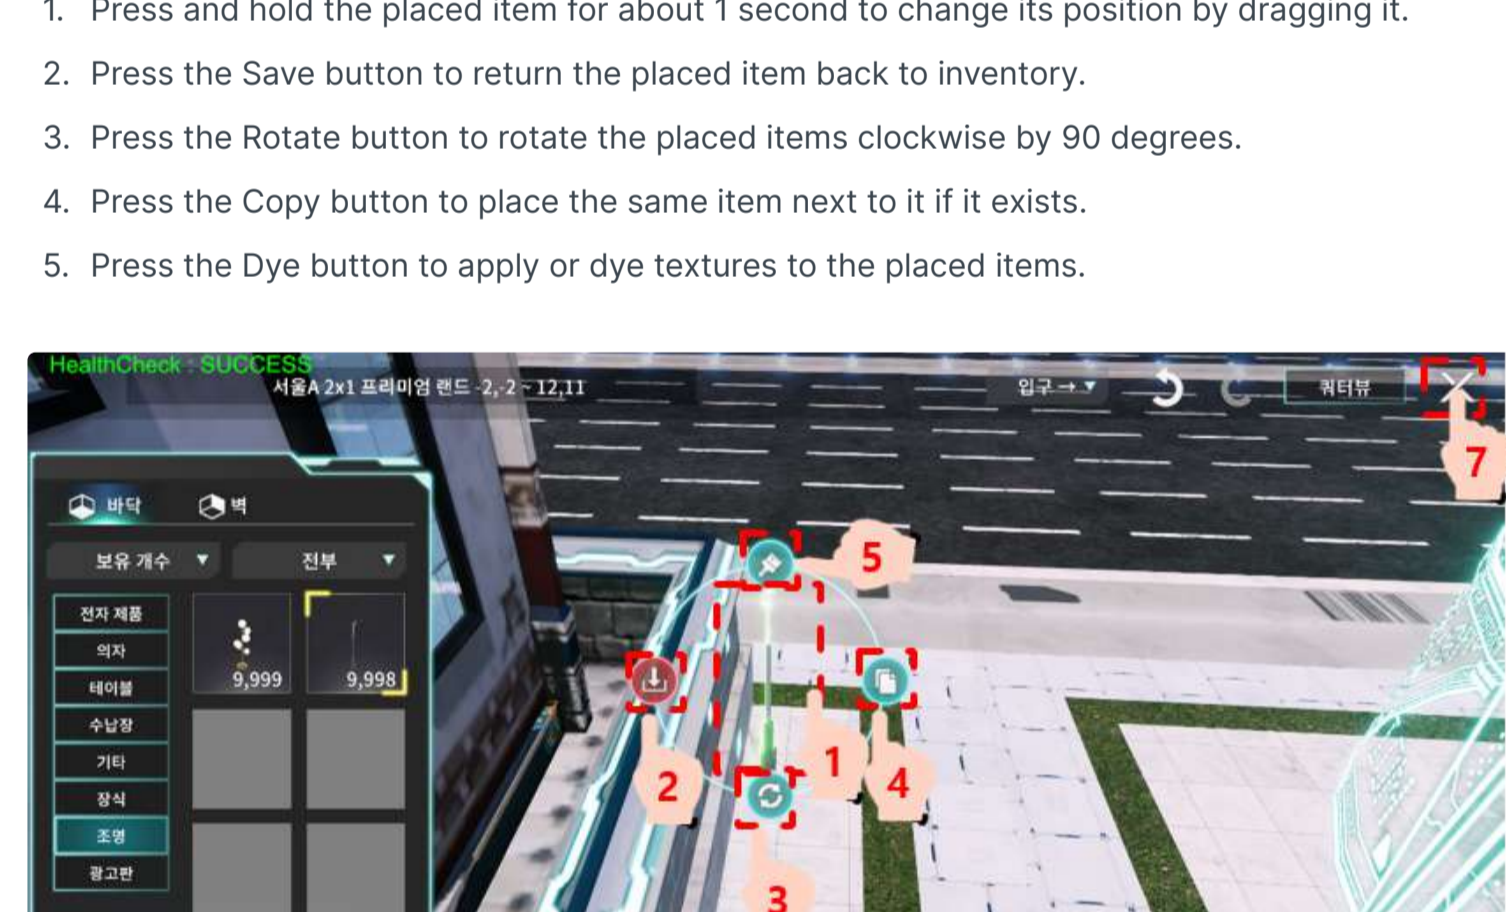 1. Press and hold the placed item for about 1 second to change its position by dragging it.
2. Press the Save button to return the placed item back to inventory.
3. Press the Rotate button to rotate the placed items clockwise by 90 degrees.
4. Press the Copy button to place the same item next to it if it exists.
5. Press the Dye button to apply or dye textures to the placed items.
HealthCheck : SUCCESS
서울A 2x1 프리미엄 랜드 -2,-2 ~ 12,11
입구 → ▼
쿼터뷰
7
바닥
벽
보유 개수 ▼
전부 ▼
5
전자 제품
의자
테이블
수납장
기타
장식
조명
광고판
9,999
9,998
1
2
4
3